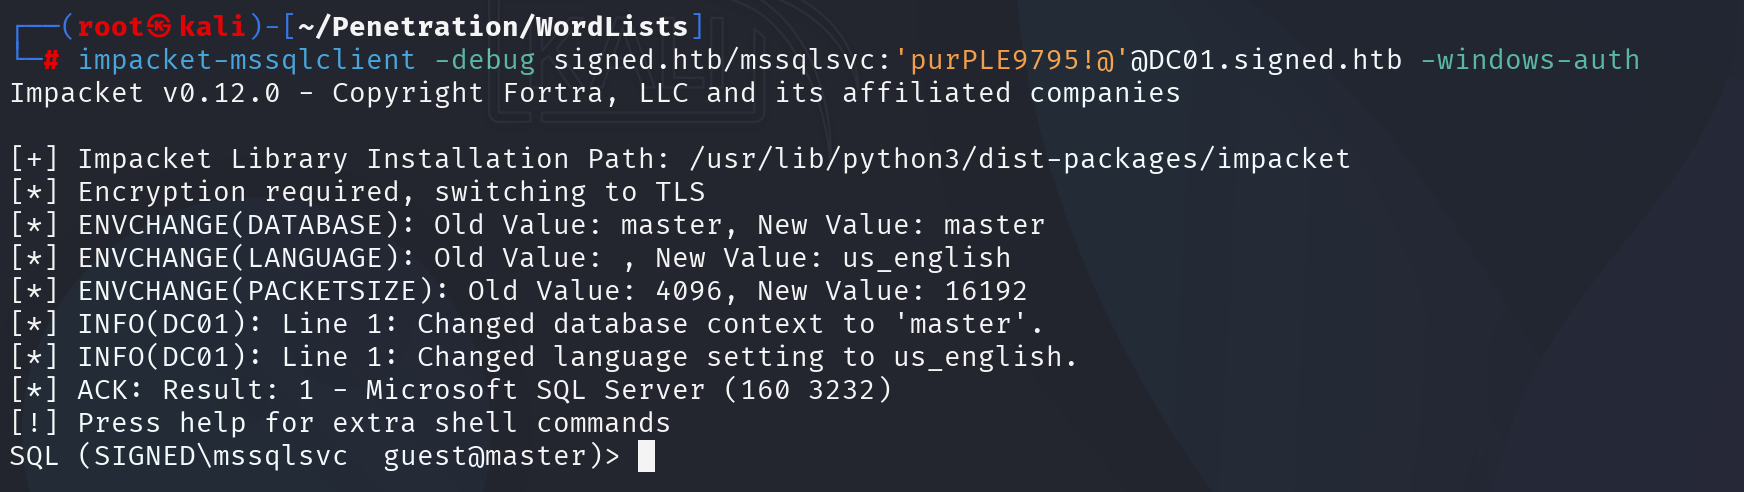 ┌──(root㉿kali)-[~/Penetration/WordLists]
└─# impacket-mssqlclient -debug signed.htb/mssqlsvc:'purPLE9795!@'@DC01.signed.htb -windows-auth
Impacket v0.12.0 - Copyright Fortra, LLC and its affiliated companies
[+] Impacket Library Installation Path: /usr/lib/python3/dist-packages/impacket
[*] Encryption required, switching to TLS
[*] ENVCHANGE(DATABASE): Old Value: master, New Value: master
[*] ENVCHANGE(LANGUAGE): Old Value: , New Value: us_english
[*] ENVCHANGE(PACKETSIZE): Old Value: 4096, New Value: 16192
[*] INFO(DC01): Line 1: Changed database context to 'master'.
[*] INFO(DC01): Line 1: Changed language setting to us_english.
[*] ACK: Result: 1 - Microsoft SQL Server (160 3232)
[!] Press help for extra shell commands
SQL (SIGNED\mssqlsvc  guest@master)>